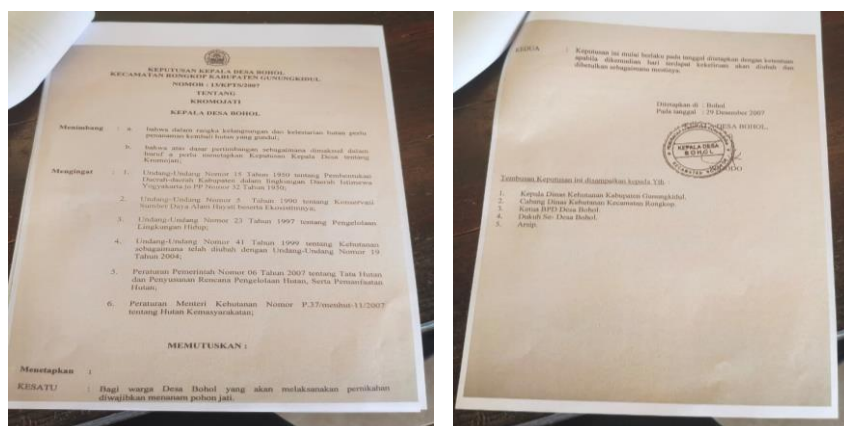 KEPUTUSAN KEPALA DESA BOHOL
KECAMATAN RONGKOP KABUPATEN GUNUNGKIDUL
NOMOR : 13/KPTS/2007
TENTANG
KROMOJATI
KEPALA DESA BOHOL
Menimbang : a. bahwa dalam rangka kelangsungan dan kelestarian hutan perlu
penanaman kembali hutan yang gundul;
b. bahwa atas dasar pertimbangan sebagaimana dimaksud dalam
huruf a perlu menetapkan Keputusan Kepala Desa tentang
Kromojati;
Mengingat : 1. Undang-Undang Nomor 15 Tahun 1950 tentang Pembentukan
Daerah-daerah Kabupaten dalam lingkungan Daerah Istimewa
Yogyakarta jo PP Nomor 32 Tahun 1950;
2. Undang-Undang Nomor 5 Tahun 1990 tentang Konservasi
Sumber Daya Alam Hayati beserta Ekosistimnya;
3. Undang-Undang Nomor 23 Tahun 1997 tentang Pengelolaan
Lingkungan Hidup;
4. Undang-Undang Nomor 41 Tahun 1999 tentang Kehutanan
sebagaimana telah diubah dengan Undang-Undang Nomor 19
Tahun 2004;
5. Peraturan Pemerintah Nomor 06 Tahun 2007 tentang Tata Hutan
dan Penyusunan Rencana Pengelolaan Hutan, Serta Pemanfaatan
Hutan;
6. Peraturan Menteri Kehutanan Nomor P.37/menhut-11/2007
tentang Hutan Kemasyarakatan;
MEMUTUSKAN :
Menetapkan :
KESATU : Bagi warga Desa Bohol yang akan melaksanakan pernikahan
diwajibkan menanam pohon jati.
KEDUA : Keputusan ini mulai berlaku pada tanggal ditetapkan dengan ketentuan
apabila dikemudian hari terdapat kekeliruan akan diubah dan
dibetulkan sebagaimana mestinya.
Ditetapkan di : Bohol
Pada tanggal : 19 Desember 2007
DESA BOHOL,
KEPALA DESA
BOHOL
Tembusan Keputusan ini disampaikan kepada Yth :
1. Kepala Dinas Kehutanan Kabupaten Gunungkidul.
2. Cabang Dinas Kehutanan Kecamatan Rongkop.
3. Ketua BPD Desa Bohol.
4. Dukuh Se- Desa Bohol.
5. Arsip.